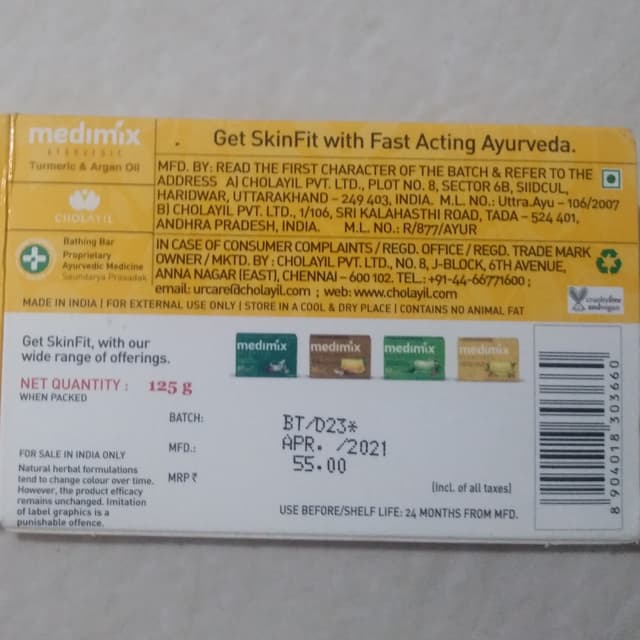 medimix
AYURVEDIC
Turmeric & Argan Oil
CHOLAYIL
Bathing Bar
Proprietary
Ayurvedic Medicine
Saundarya Prasadak
Get SkinFit with Fast Acting Ayurveda.
MFD. BY: READ THE FIRST CHARACTER OF THE BATCH & REFER TO THE
ADDRESS A) CHOLAYIL PVT. LTD., PLOT NO. 8, SECTOR 6B, SIIDCUL,
HARIDWAR, UTTARAKHAND – 249 403, INDIA. M.L. NO.: Uttra.Ayu – 106/2007
B) CHOLAYIL PVT. LTD., 1/106, SRI KALAHASTHI ROAD, TADA – 524 401,
ANDHRA PRADESH, INDIA. M.L. NO.: R/877/AYUR
IN CASE OF CONSUMER COMPLAINTS / REGD. OFFICE / REGD. TRADE MARK
OWNER / MKTD. BY : CHOLAYIL PVT. LTD., NO. 8, J-BLOCK, 6TH AVENUE,
ANNA NAGAR (EAST), CHENNAI – 600 102. TEL.: +91-44-66771600 ;
email: urcare@cholayil.com ; web: www.cholayil.com
MADE IN INDIA | FOR EXTERNAL USE ONLY | STORE IN A COOL & DRY PLACE | CONTAINS NO ANIMAL FAT
crueltyfree
andvegan
Get SkinFit, with our
wide range of offerings.
medimix
medimix
medimix
medimix
NET QUANTITY : 125 g
WHEN PACKED
BATCH: BT/D23*
MFD.: APR. /2021
MRP ₹ 55.00
(Incl. of all taxes)
FOR SALE IN INDIA ONLY
Natural herbal formulations
tend to change colour over time.
However, the product efficacy
remains unchanged. Imitation
of label graphics is a
punishable offence.
USE BEFORE/SHELF LIFE: 24 MONTHS FROM MFD.
8 904018 303660